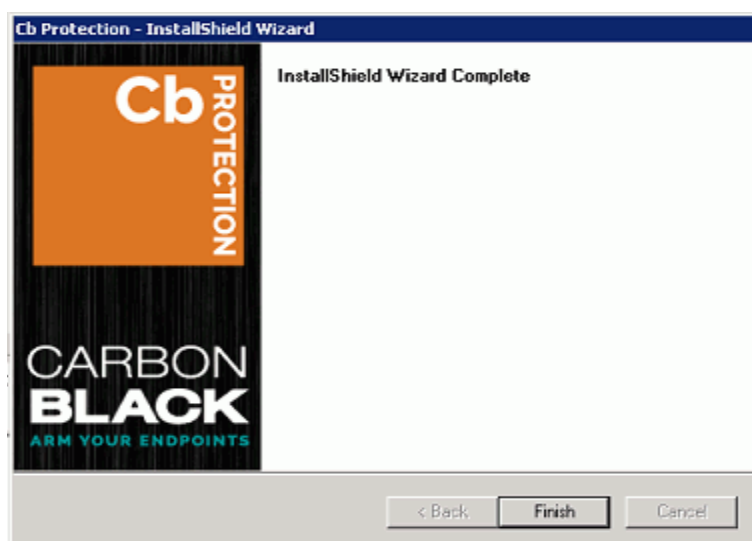 Cb Protection - InstallShield Wizard
Cb PROTECTION
InstallShield Wizard Complete
CARBON
BLACK
ARM YOUR ENDPOINTS
< Back Finish Cancel